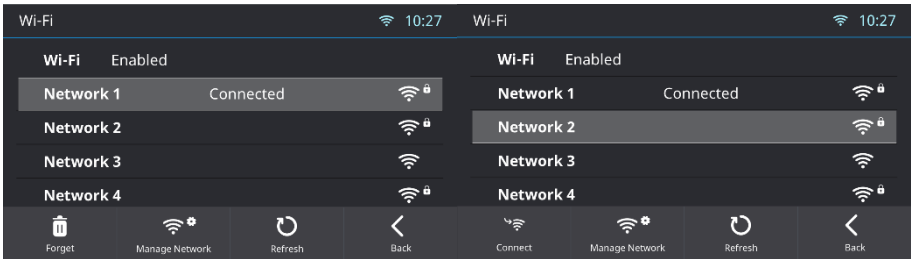 Wi-Fi 10:27
Wi-Fi Enabled
Network 1 Connected
Network 2
Network 3
Network 4
Forget Manage Network Refresh Back
Wi-Fi 10:27
Wi-Fi Enabled
Network 1 Connected
Network 2
Network 3
Network 4
Connect Manage Network Refresh Back